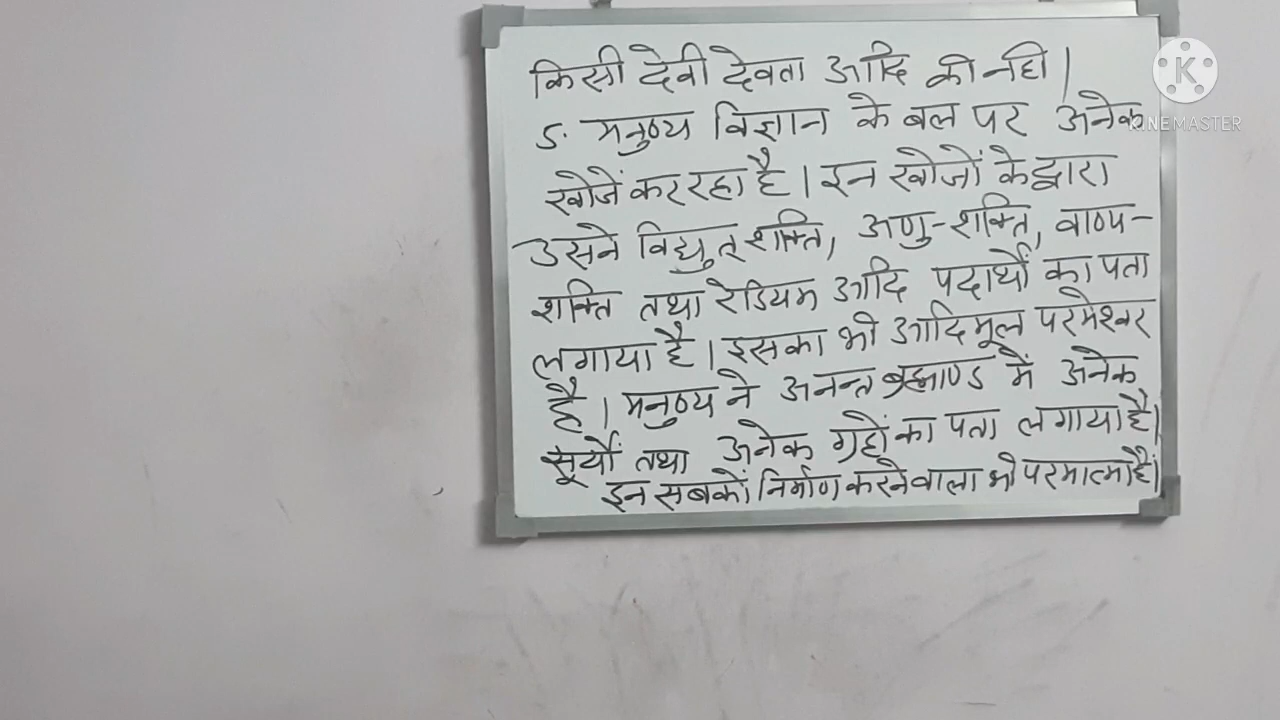 किसी देवी देवता आदि को नही।
5. मनुष्य विज्ञान के बल पर अनेक
खोजें कर रहा है। इन खोजों के द्वारा
उसने विद्युत् शक्ति, अणु-शक्ति, वाष्प-
शक्ति तथा रेडियम आदि पदार्थों का पता
लगाया है। इसका भी आदिमूल परमेश्वर
है। मनुष्य ने अनन्त ब्रह्माण्ड में अनेक
सूर्यों तथा अनेक ग्रहों का पता लगाया है।
इन सबकों निर्माण करने वाला भी परमात्मा है।
KINEMASTER